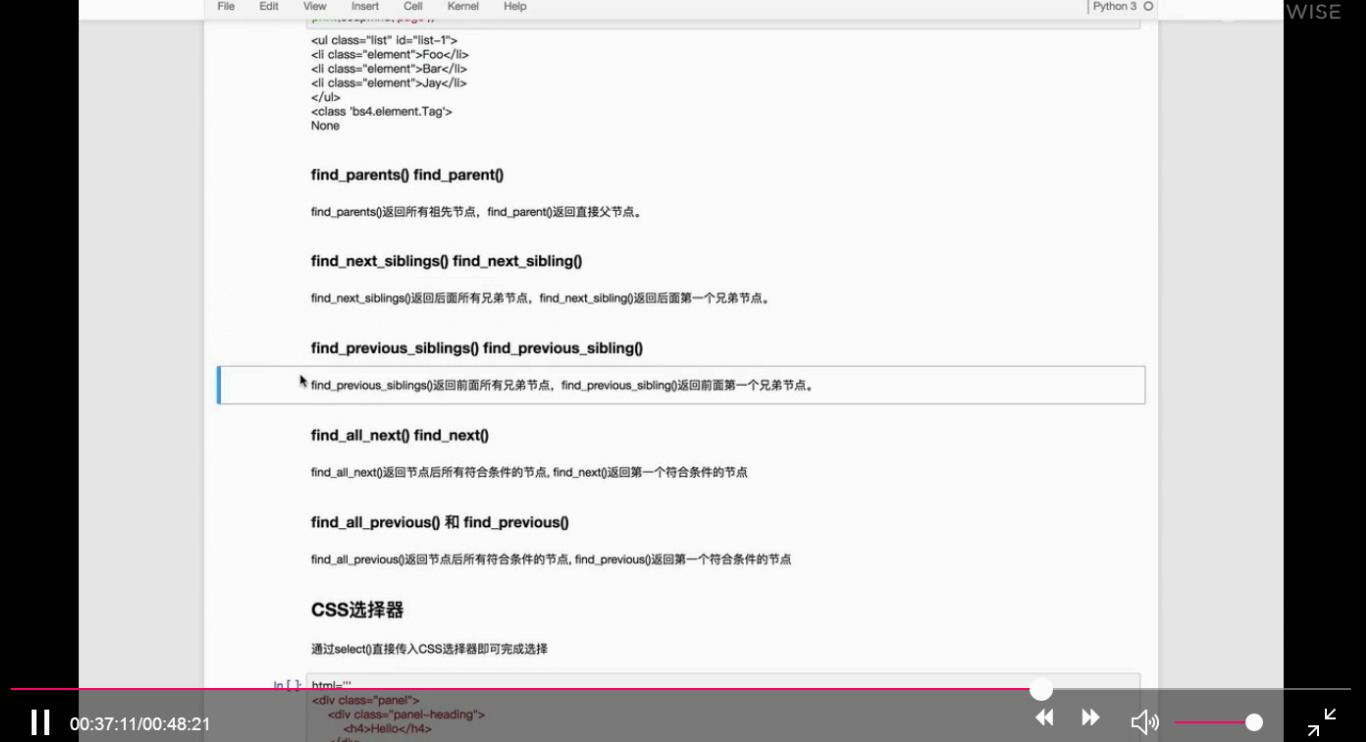 File Edit View Insert Cell Kernel Help Python 3
WISE
<ul class="list" id="list-1">
<li class="element">Foo</li>
<li class="element">Bar</li>
<li class="element">Jay</li>
</ul>
<class 'bs4.element.Tag'>
None
find_parents() find_parent()
find_parents()返回所有祖先节点，find_parent()返回直接父节点。
find_next_siblings() find_next_sibling()
find_next_siblings()返回后面所有兄弟节点，find_next_sibling()返回后面第一个兄弟节点。
find_previous_siblings() find_previous_sibling()
find_previous_siblings()返回前面所有兄弟节点，find_previous_sibling()返回前面第一个兄弟节点。
find_all_next() find_next()
find_all_next()返回节点后所有符合条件的节点, find_next()返回第一个符合条件的节点
find_all_previous() 和 find_previous()
find_all_previous()返回节点后所有符合条件的节点, find_previous()返回第一个符合条件的节点
CSS选择器
通过select()直接传入CSS选择器即可完成选择
In [ ]: html='''
<div class="panel">
<div class="panel-heading">
<h4>Hello</h4>
00:37:11/00:48:21